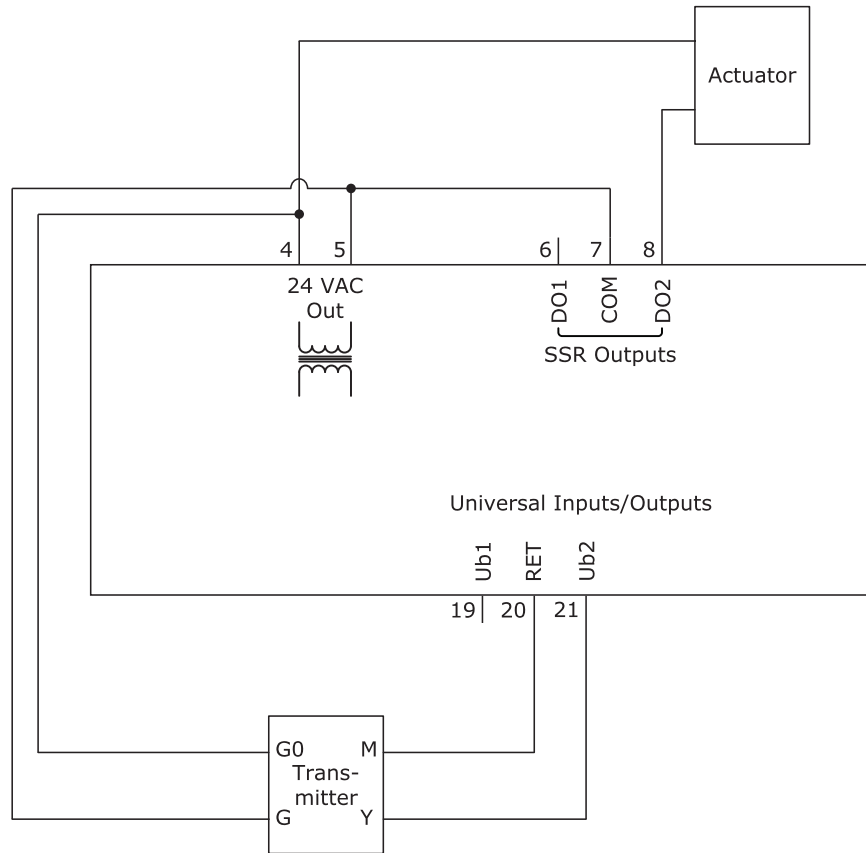 Actuator
4 5 6 7 8
24 VAC
Out
DO1 COM DO2
SSR Outputs
Universal Inputs/Outputs
Ub1 RET Ub2
19 20 21
G0 M
Trans-
mitter
G Y